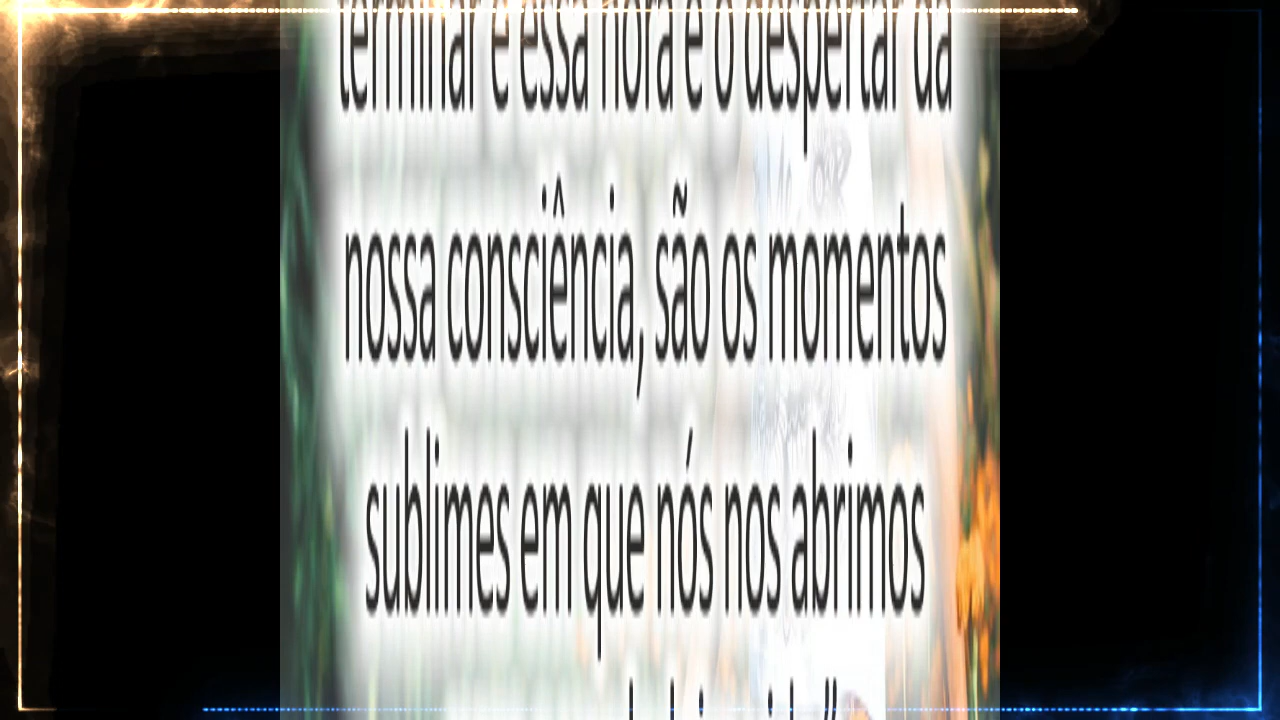 terminar e essa hora é o despertar da
nossa consciência, são os momentos
sublimes em que nós nos abrimos